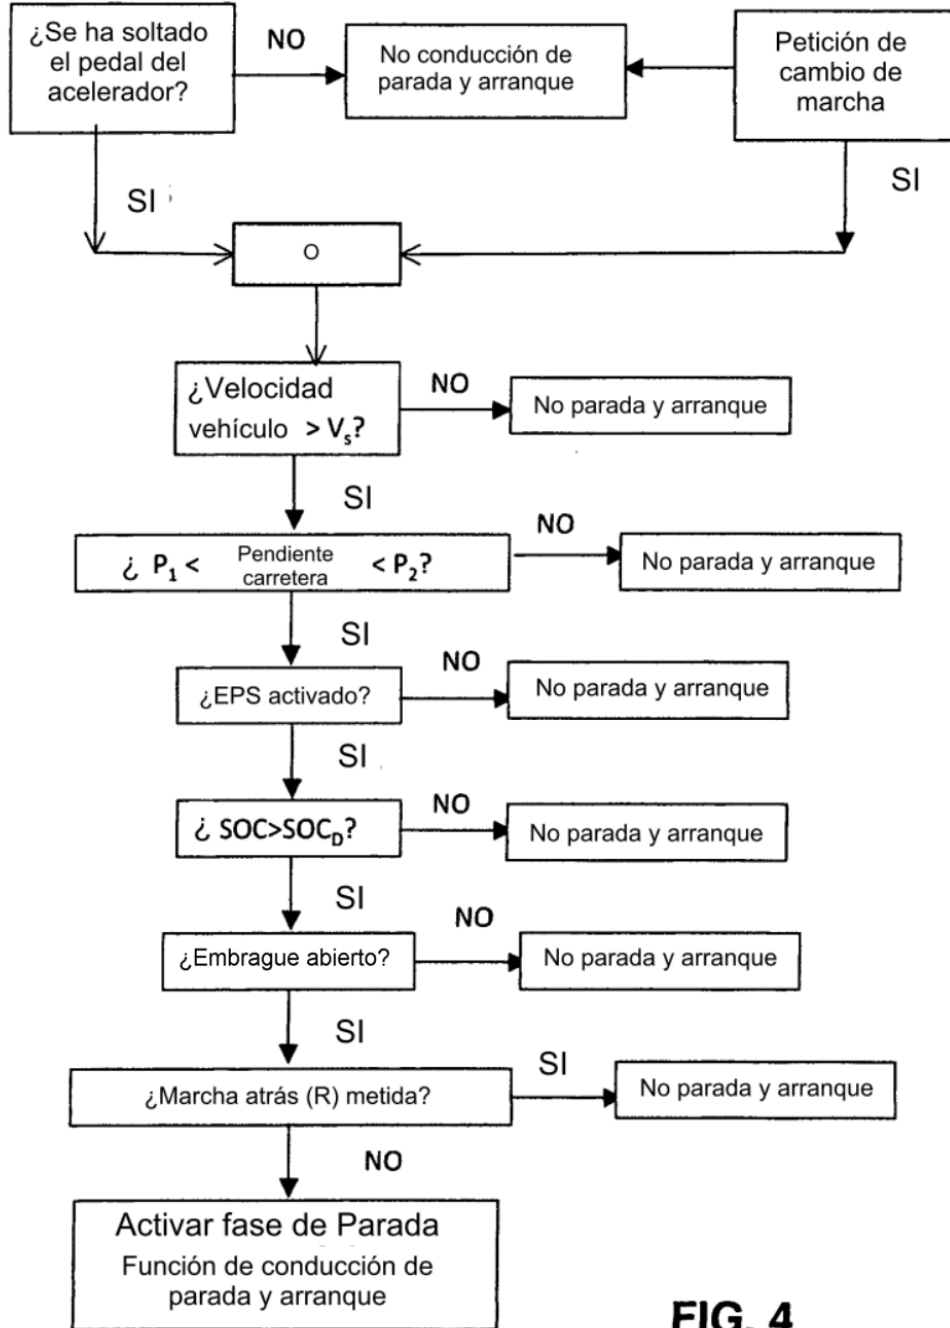 ¿Se ha soltado
el pedal del
acelerador?
NO
No conducción de
parada y arranque
Petición de
cambio de
marcha
SI
SI
O
¿Velocidad
vehículo > Vs?
NO
No parada y arranque
SI
¿ P1 < Pendiente
carretera < P2?
NO
No parada y arranque
SI
¿EPS activado?
NO
No parada y arranque
SI
¿ SOC>SOCD?
NO
No parada y arranque
SI
¿Embrague abierto?
NO
No parada y arranque
SI
¿Marcha atrás (R) metida?
SI
No parada y arranque
NO
Activar fase de Parada
Función de conducción de
parada y arranque
FIG. 4